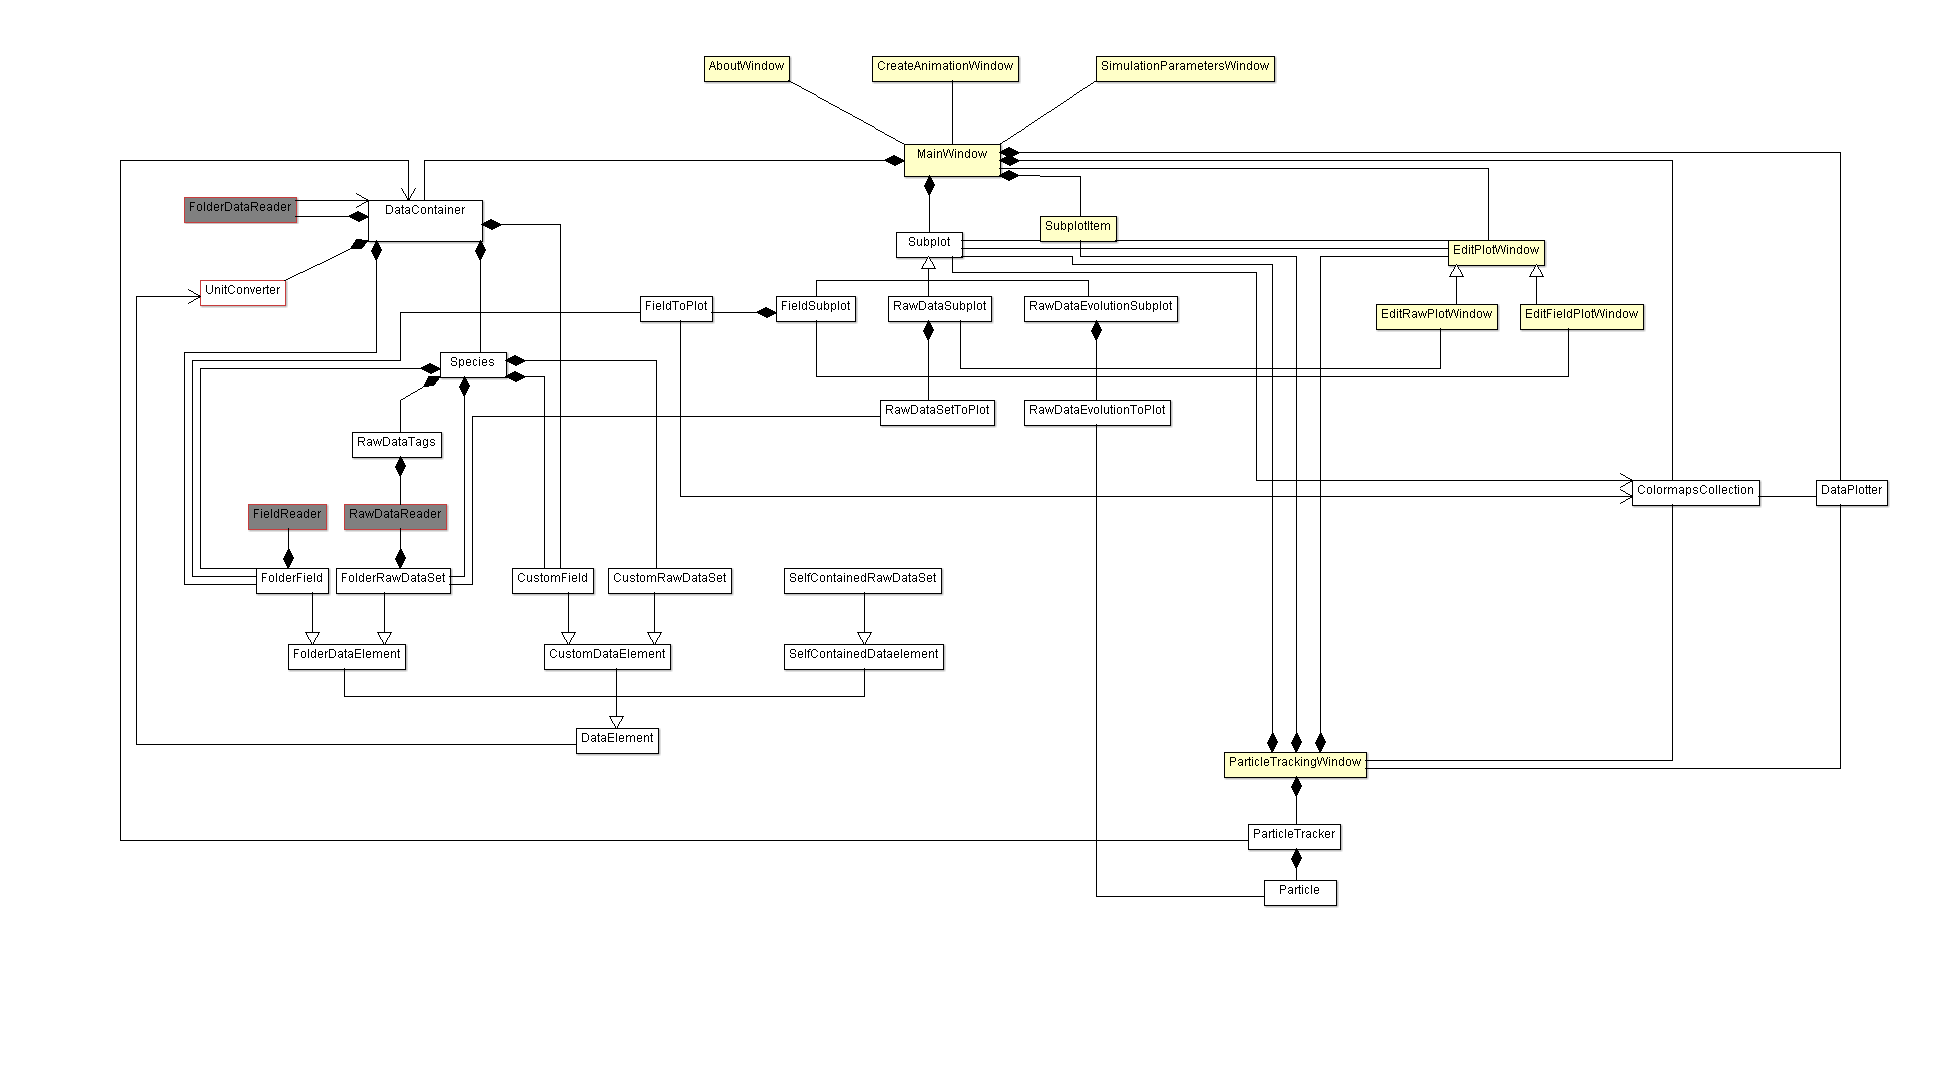 AboutWindow
CreateAnimationWindow
SimulationParametersWindow
MainWindow
FolderDataReader
DataContainer
SubplotItem
Subplot
EditPlotWindow
UnitConverter
FieldToPlot
FieldSubplot
RawDataSubplot
RawDataEvolutionSubplot
EditRawPlotWindow
EditFieldPlotWindow
Species
RawDataSetToPlot
RawDataEvolutionToPlot
RawDataTags
ColormapsCollection
DataPlotter
FieldReader
RawDataReader
FolderField
FolderRawDataSet
CustomField
CustomRawDataSet
SelfContainedRawDataSet
FolderDataElement
CustomDataElement
SelfContainedDataelement
DataElement
ParticleTrackingWindow
ParticleTracker
Particle